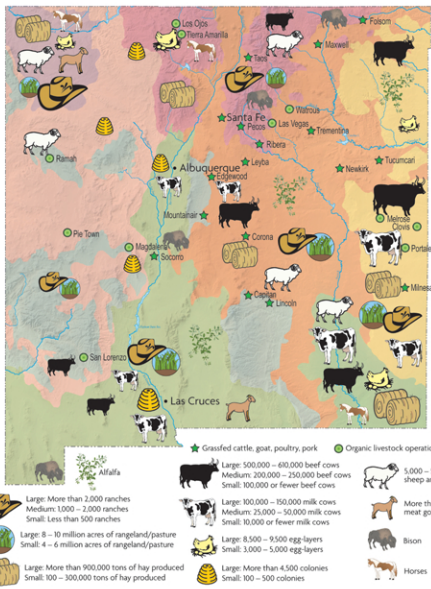 Los Ojos
Tierra Amarilla
Folsom
Maxwell
Taos
Watrous
Santa Fe
Las Vegas
Pecos
Trementina
Ribera
Ramah
Leyba
Tucumcari
Albuquerque
Newkirk
Edgewood
Mountainair
Melrose
Clovis
Pie Town
Corona
Magdalena
Portale
Socorro
Milnesa
Capitan
Lincoln
San Lorenzo
Las Cruces
Alfalfa
Grassfed cattle, goat, poultry, pork
Organic livestock operatio
Large: 500,000 – 610,000 beef cows
Medium: 200,000 – 250,000 beef cows
Small: 100,000 or fewer beef cows
5,000 –
sheep a
Large: More than 2,000 ranches
Medium: 1,000 – 2,000 ranches
Small: Less than 500 ranches
Large: 100,000 – 150,000 milk cows
Medium: 25,000 – 50,000 milk cows
Small: 10,000 or fewer milk cows
More th
meat go
Large: 8 – 10 million acres of rangeland/pasture
Small: 4 – 6 million acres of rangeland/pasture
Large: 8,500 – 9,500 egg-layers
Small: 3,000 – 5,000 egg-layers
Bison
Large: More than 900,000 tons of hay produced
Small: 100 – 300,000 tons of hay produced
Large: More than 4,500 colonies
Small: 100 – 500 colonies
Horses